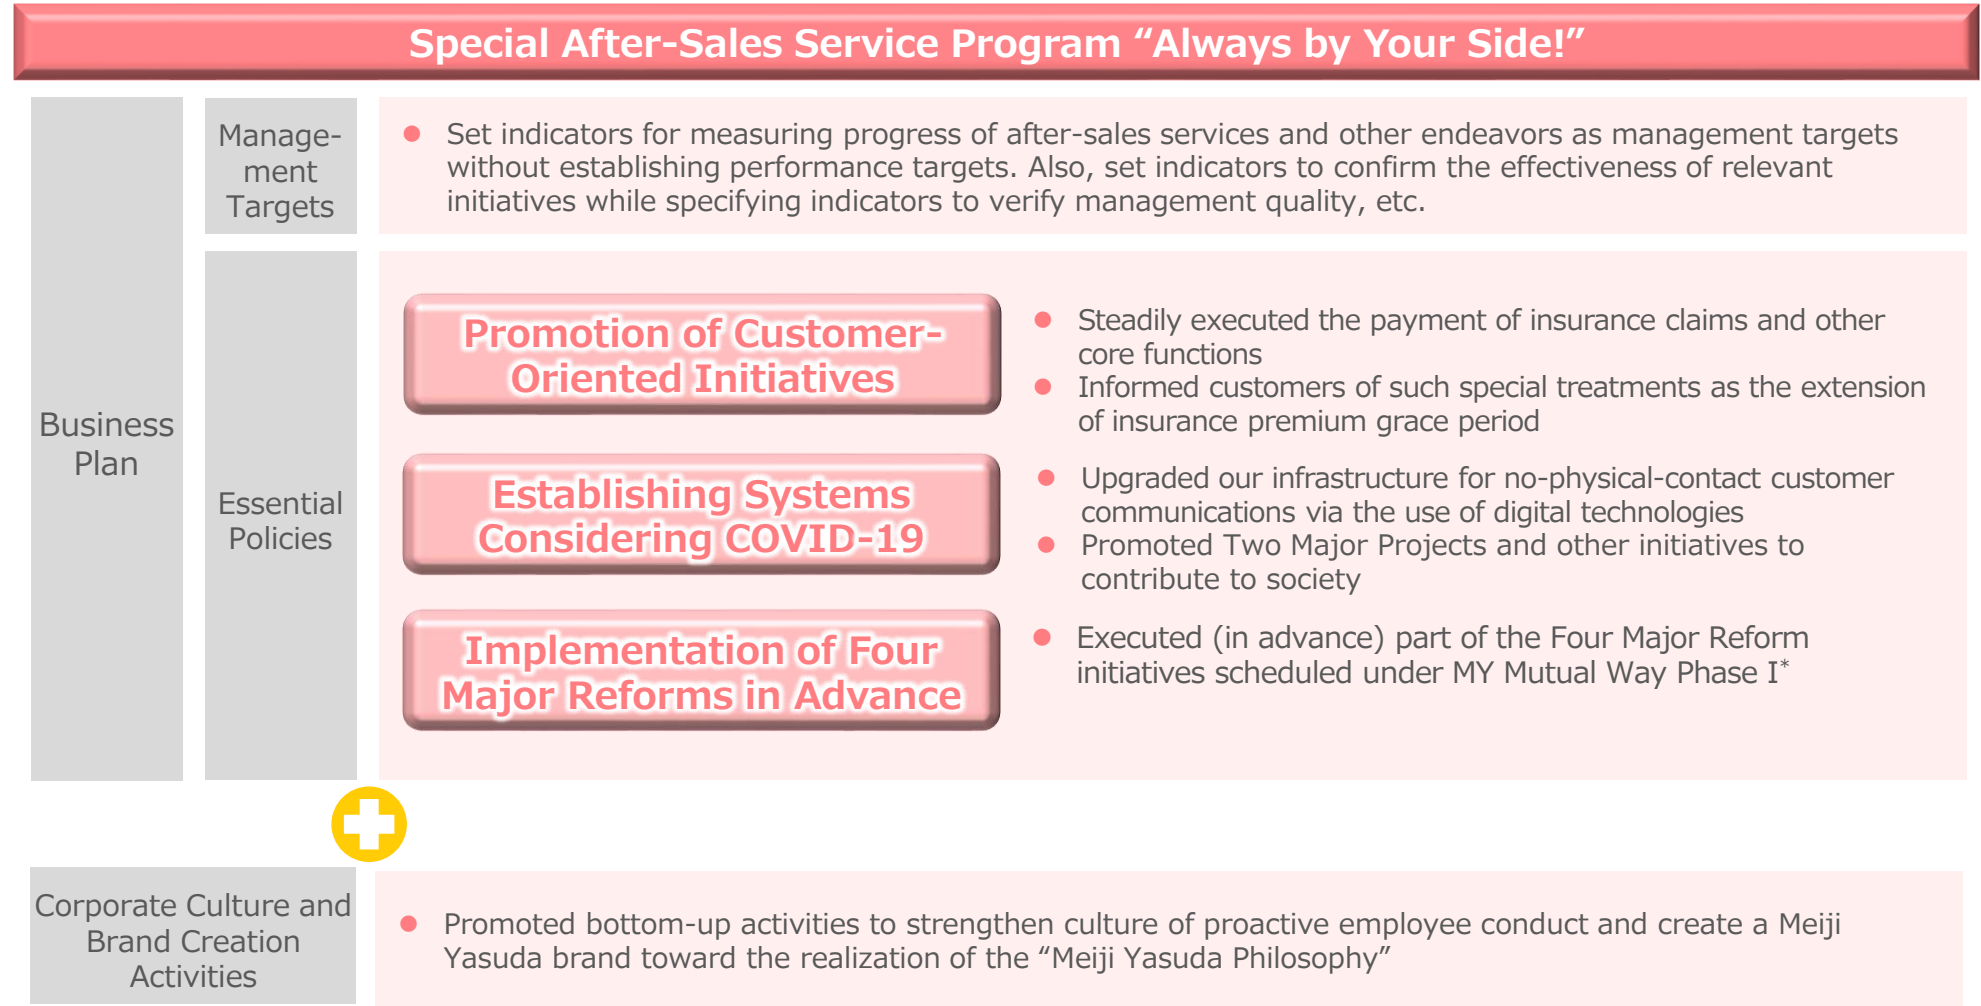 Special After-Sales Service Program “Always by Your Side!”
Business
Plan
Manage-
ment
Targets
● Set indicators for measuring progress of after-sales services and other endeavors as management targets
without establishing performance targets. Also, set indicators to confirm the effectiveness of relevant
initiatives while specifying indicators to verify management quality, etc.
Essential
Policies
Promotion of Customer-
Oriented Initiatives
● Steadily executed the payment of insurance claims and other
core functions
● Informed customers of such special treatments as the extension
of insurance premium grace period
Establishing Systems
Considering COVID-19
● Upgraded our infrastructure for no-physical-contact customer
communications via the use of digital technologies
● Promoted Two Major Projects and other initiatives to
contribute to society
Implementation of Four
Major Reforms in Advance
● Executed (in advance) part of the Four Major Reform
initiatives scheduled under MY Mutual Way Phase I*
Corporate Culture and
Brand Creation
Activities
● Promoted bottom-up activities to strengthen culture of proactive employee conduct and create a Meiji
Yasuda brand toward the realization of the “Meiji Yasuda Philosophy”